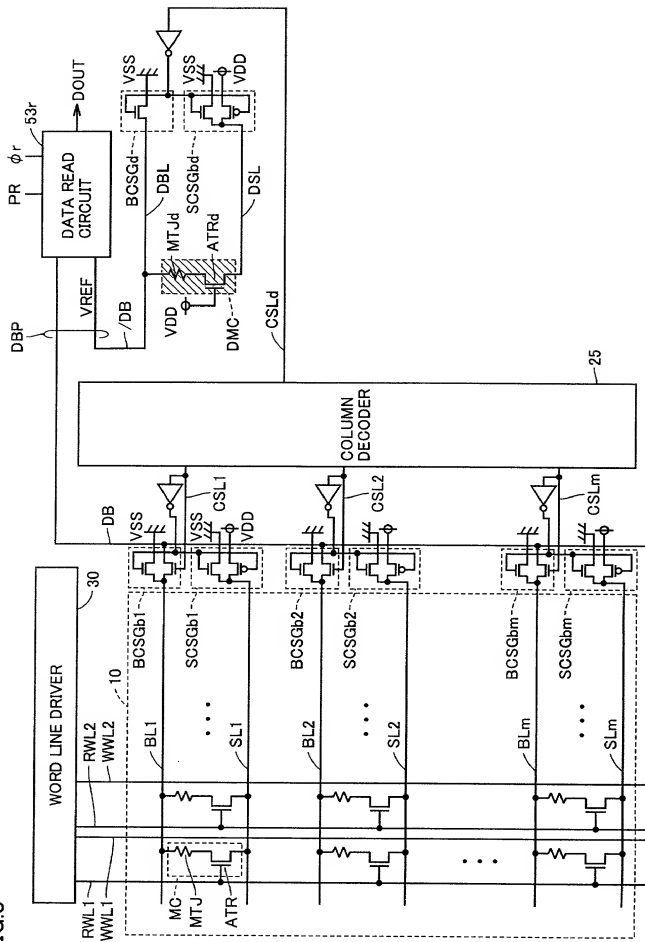 PR
φr
53r
DATA READ
CIRCUIT
DOUT
DBP
VREF
/DB
VSS
BCSGd
DBL
MTJd
ATRd
VDD
DMC
SCSGbd
VSS
VDD
DSL
CSLd
25
COLUMN
DECODER
DB
VSS
CSL1
VSS
VDD
CSL2
CSLm
30
WORD LINE DRIVER
10
BCSGb1
SCSGb1
BCSGb2
SCSGb2
BCSGbm
SCSGbm
BL1
SL1
BL2
SL2
BLm
SLm
RWL1
WWL1
RWL2
WWL2
MC
MTJ
ATR